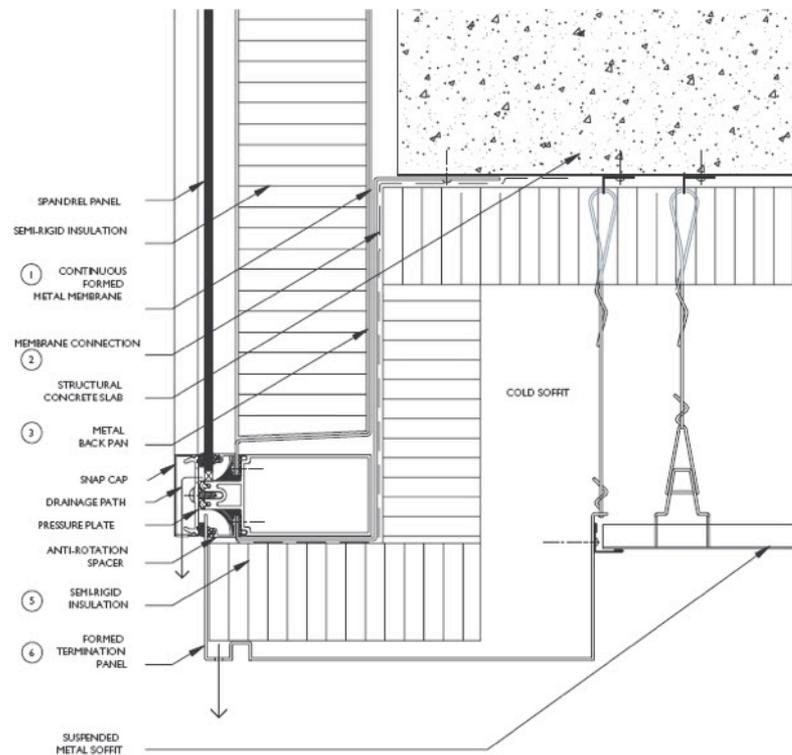 SPANDREL PANEL
SEMI-RIGID INSULATION
1 CONTINUOUS
FORMED
METAL MEMBRANE
MEMBRANE CONNECTION
2
STRUCTURAL
CONCRETE SLAB
3 METAL
BACK PAN
COLD SOFFIT
SNAP CAP
DRAINAGE PATH
PRESSURE PLATE
ANTI-ROTATION
SPACER
5 SEMI-RIGID
INSULATION
6 FORMED
TERMINATION
PANEL
SUSPENDED
METAL SOFFIT